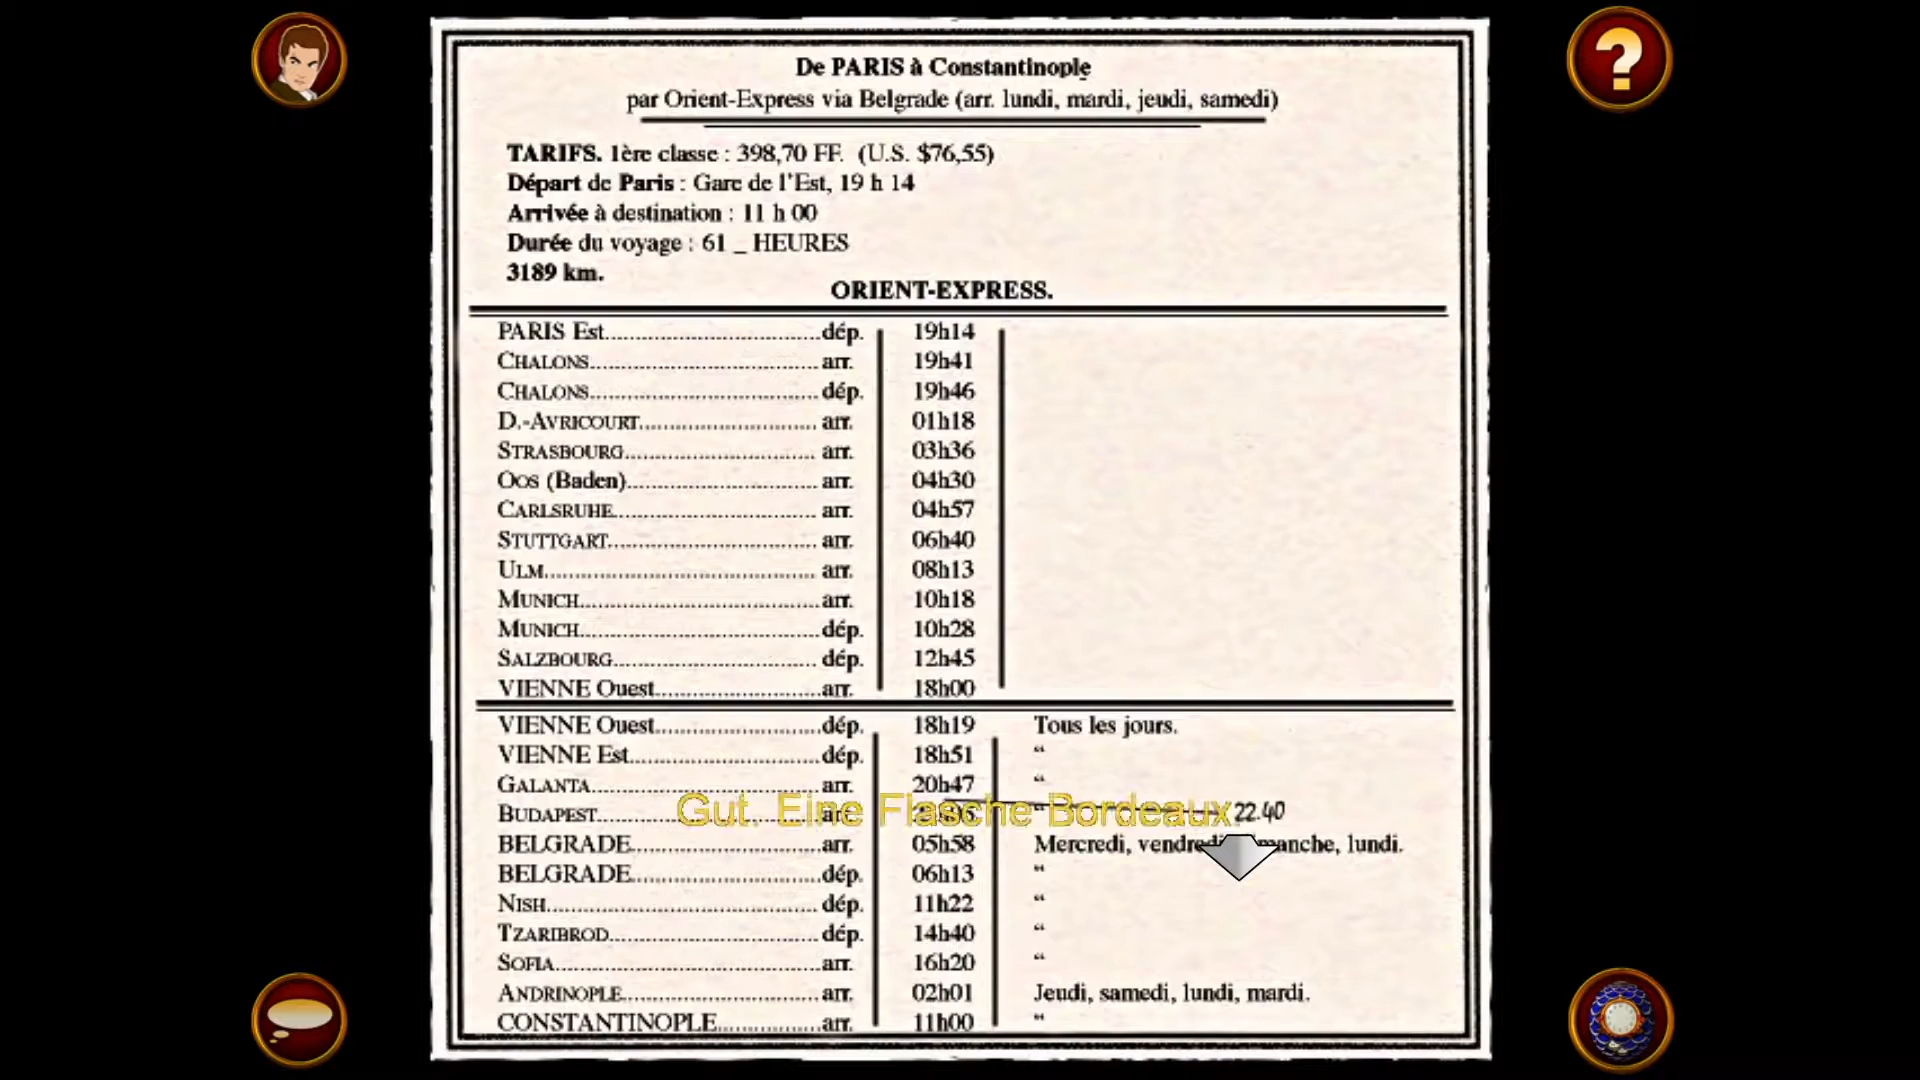 De PARIS à Constantinople
par Orient-Express via Belgrade (arr. lundi, mardi, jeudi, samedi)
TARIFS. 1ère classe : 398,70 FF. (U.S. $76,55)
Départ de Paris : Gare de l'Est, 19 h 14
Arrivée à destination : 11 h 00
Durée du voyage : 61 _ HEURES
3189 km.
ORIENT-EXPRESS.
PARIS Est dép. 19h14
CHALONS arr. 19h41
CHALONS dép. 19h46
D.-AVRICOURT arr. 01h18
STRASBOURG arr. 03h36
OOS (Baden) arr. 04h30
CARLSRUHE arr. 04h57
STUTTGART arr. 06h40
ULM arr. 08h13
MUNICH arr. 10h18
MUNICH dép. 10h28
SALZBOURG dép. 12h45
VIENNE Ouest arr. 18h00
VIENNE Ouest dép. 18h19 Tous les jours.
VIENNE Est dép. 18h51 “
GALANTA arr. 20h47 “
BUDAPEST arr. “ 22.40
Gut. Eine Flasche Bordeaux.
BELGRADE arr. 05h58 Mercredi, vendredi, lundi.
BELGRADE dép. 06h13 “
NISH dép. 11h22 “
TZARIBROD dép. 14h40 “
SOFIA arr. 16h20 “
ANDRINOPLE arr. 02h01 Jeudi, samedi, lundi, mardi.
CONSTANTINOPLE arr. 11h00 “